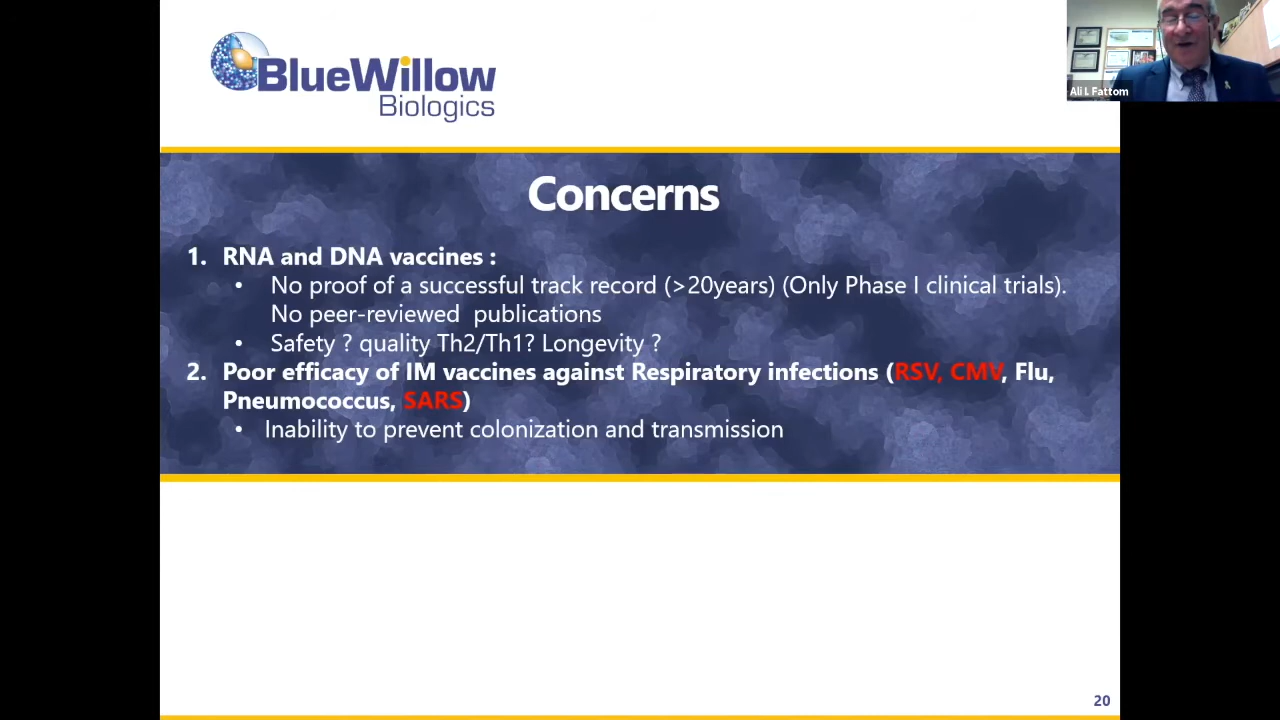 BlueWillow
Biologics
Ali L Fattom
Concerns
1. RNA and DNA vaccines :
• No proof of a successful track record (>20years) (Only Phase I clinical trials).
No peer-reviewed publications
• Safety ? quality Th2/Th1? Longevity ?
2. Poor efficacy of IM vaccines against Respiratory infections (RSV, CMV, Flu,
Pneumococcus, SARS)
• Inability to prevent colonization and transmission
20